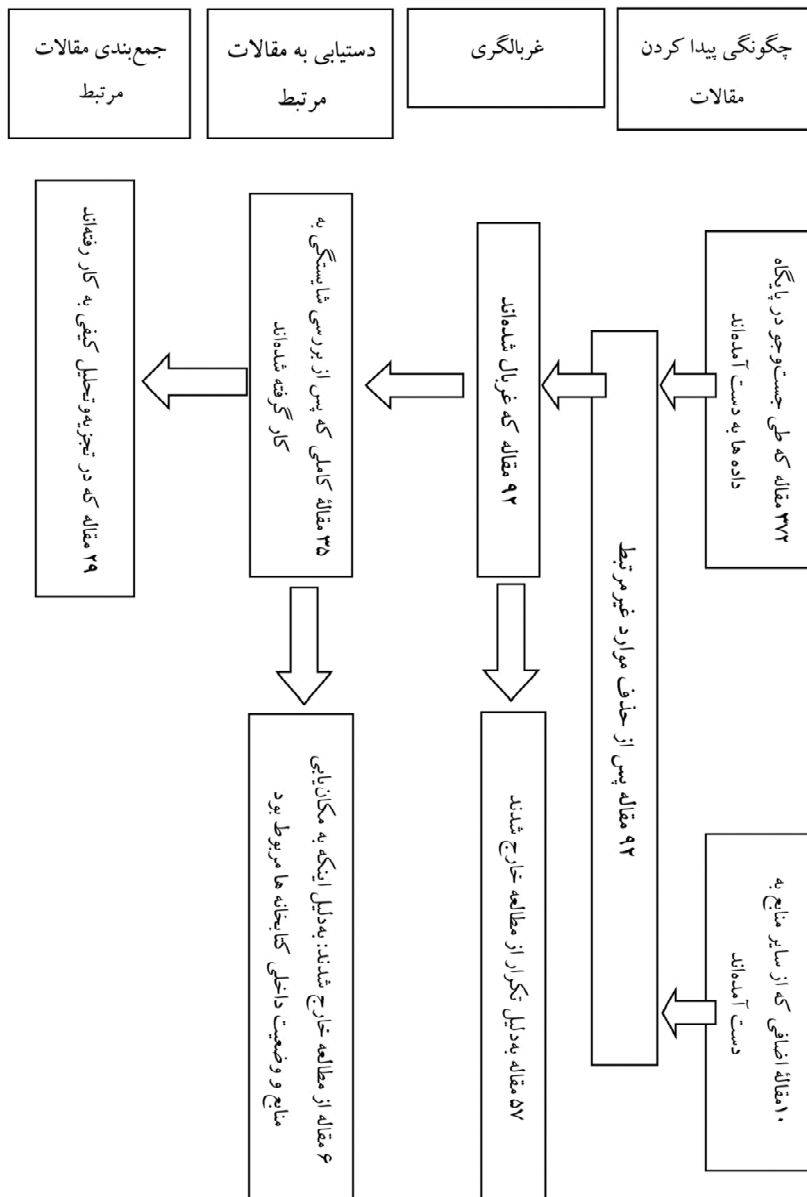 چگونگی پیدا کردن
مقالات
غربالگری
دستیابی به مقالات
مرتبط
جمع‌بندی مقالات
مرتبط
۳۷۲ مقاله که طی جست‌وجو در پایگاه
داده ها به دست آمده‌اند
۱۰مقالهٔ اضافی که از سایر منابع به
دست آمده‌اند
۹۲ مقاله پس از حذف موارد غیرمرتبط
۹۲ مقاله که غربال شده‌اند
۵۷ مقاله به‌دلیل تکرار از مطالعه خارج شدند
۳۵ مقالهٔ کاملی که پس از بررسی شایستگی به
کار گرفته شده‌اند
۶ مقاله از مطالعه خارج شدند: به‌دلیل اینکه به مکان‌یابی
منابع و وضعیت داخلی کتابخانه ها مربوط بود
۲۹ مقاله که در تجزیه‌وتحلیل کیفی به کار رفته‌اند